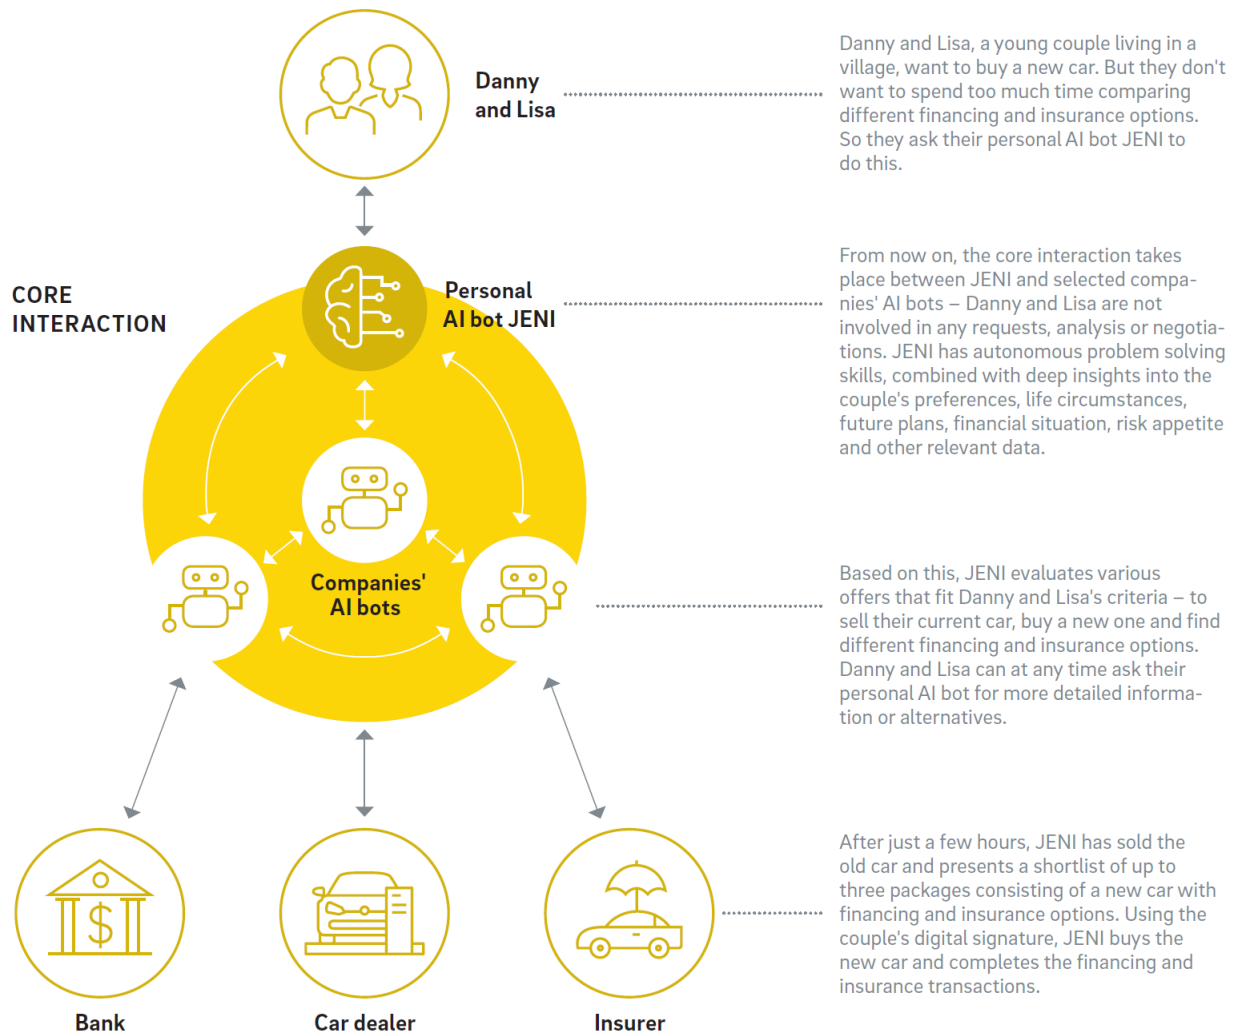 Danny
and Lisa
Danny and Lisa, a young couple living in a
village, want to buy a new car. But they don't
want to spend too much time comparing
different financing and insurance options.
So they ask their personal AI bot JENI to
do this.
CORE
INTERACTION
Personal
AI bot JENI
From now on, the core interaction takes
place between JENI and selected compa-
nies' AI bots – Danny and Lisa are not
involved in any requests, analysis or negotia-
tions. JENI has autonomous problem solving
skills, combined with deep insights into the
couple's preferences, life circumstances,
future plans, financial situation, risk appetite
and other relevant data.
Companies'
AI bots
Based on this, JENI evaluates various
offers that fit Danny and Lisa's criteria – to
sell their current car, buy a new one and find
different financing and insurance options.
Danny and Lisa can at any time ask their
personal AI bot for more detailed informa-
tion or alternatives.
$
Bank
Car dealer
Insurer
After just a few hours, JENI has sold the
old car and presents a shortlist of up to
three packages consisting of a new car with
financing and insurance options. Using the
couple's digital signature, JENI buys the
new car and completes the financing and
insurance transactions.